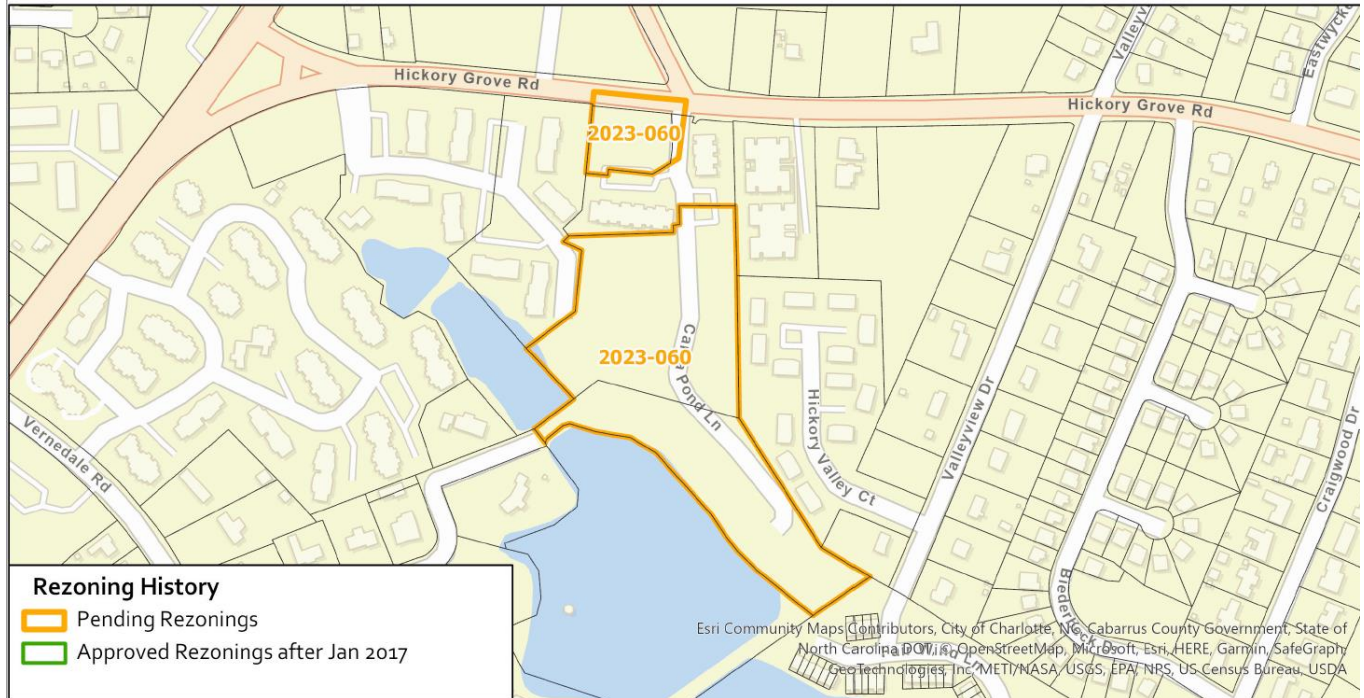 Hickory Grove Rd
Valleyv
Eastwycke
Hickory Grove Rd
2023-060
2023-060
Pond Ln
Hickory Valley Ct
Valleyview Dr
Craigwood Dr
Vernedale Rd
Rezoning History
Pending Rezonings
Approved Rezonings after Jan 2017
Esri Community Maps Contributors, City of Charlotte, NC, Cabarrus County Government, State of
North Carolina DOT, © OpenStreetMap, Microsoft, Esri, HERE, Garmin, SafeGraph,
GeoTechnologies, Inc, METI/NASA, USGS, EPA, NPS, US Census Bureau, USDA